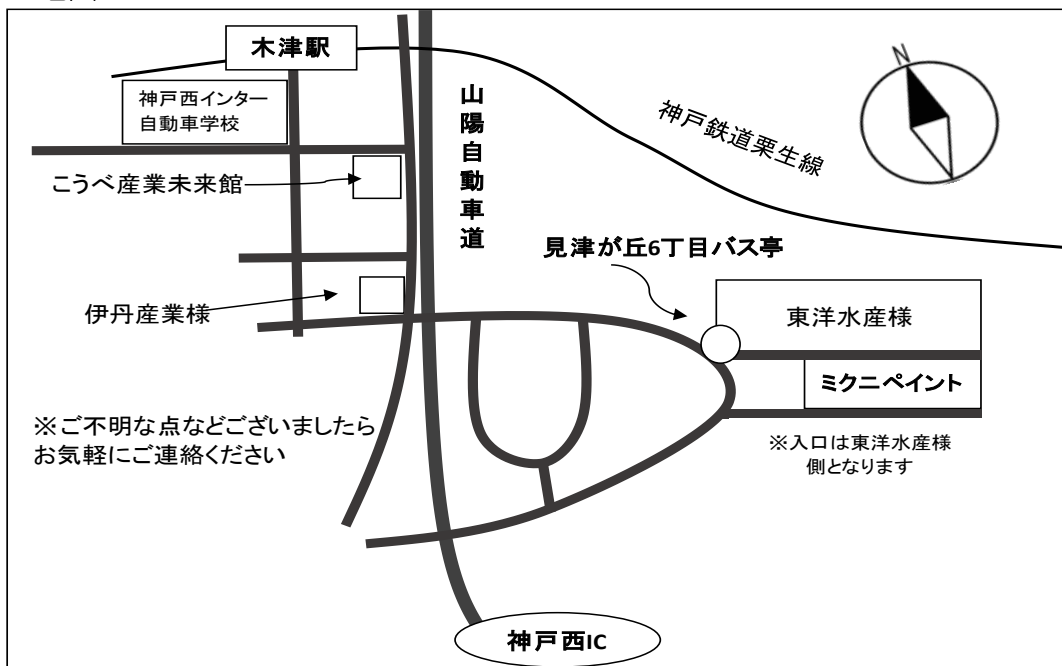 木津駅
N
神戸西インター
自動車学校
山陽自動車道
神戸鉄道栗生線
こうべ産業未来館
見津が丘6丁目バス亭
伊丹産業様
東洋水産様
ミクニペイント
※ご不明な点などございましたら
お気軽にご連絡ください
※入口は東洋水産様
側となります
神戸西IC